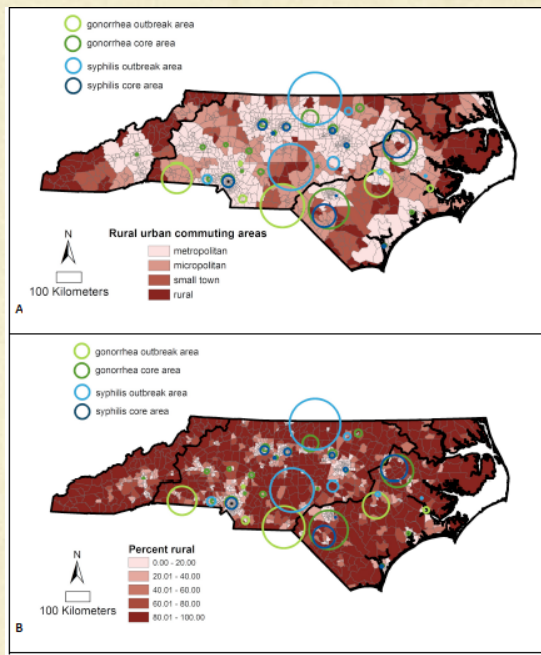 gonorrhea outbreak area
gonorrhea core area
syphilis outbreak area
syphilis core area
Rural urban commuting areas
metropolitan
micropolitan
small town
rural
N
100 Kilometers
A
gonorrhea outbreak area
gonorrhea core area
syphilis outbreak area
syphilis core area
N
100 Kilometers
Percent rural
0.00 - 20.00
20.01 - 40.00
40.01 - 60.00
60.01 - 80.00
80.01 - 100.00
B